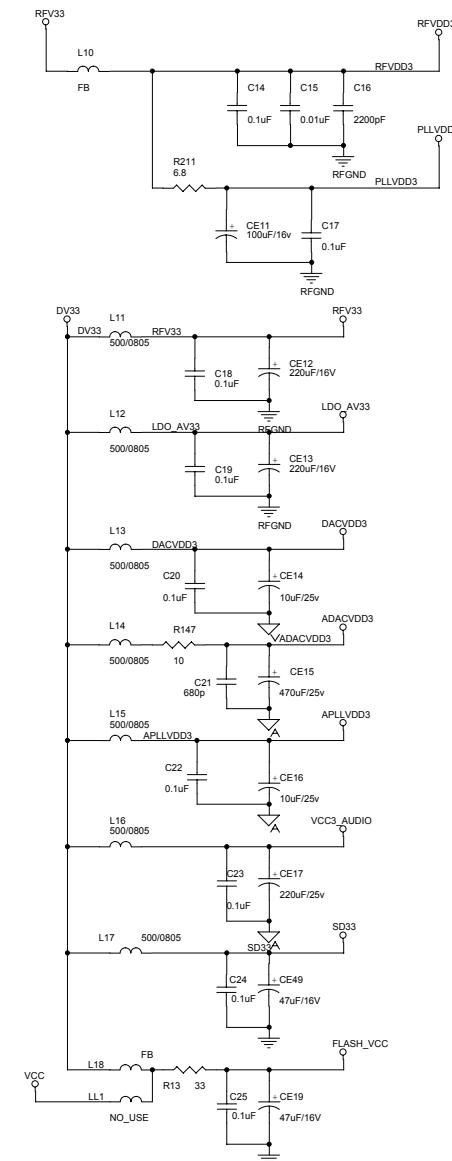 RFV33
RFVDD3
L10
RFVDD3
FB
C14
C15
C16
0.1uF
0.01uF
2200pF
PLLVDD
RFGND
R211
6.8
PLLVDD3
CE11
100uF/16v
C17
0.1uF
RFGND
DV33
L11
RFV33
DV33
RFV33
500/0805
C18
0.1uF
CE12
220uF/16V
RFGND
L12
LDO_AV33
LDO_AV33
500/0805
C19
0.1uF
CE13
220uF/16V
RFGND
L13
DACVDD3
DACVDD3
500/0805
C20
0.1uF
CE14
10uF/25v
V
L14
R147
ADACVDD3
ADACVDD3
500/0805
10
C21
680p
CE15
470uF/25v
A
L15
500/0805
APLLVDD3
APLLVDD3
C22
0.1uF
CE16
10uF/25v
A
L16
500/0805
VCC3_AUDIO
C23
0.1uF
CE17
220uF/25v
A
L17
500/0805
SD33
SD33
C24
0.1uF
CE49
47uF/16V
L18
FB
FLASH_VCC
VCC
LL1
R13
33
NO_USE
C25
0.1uF
CE19
47uF/16V